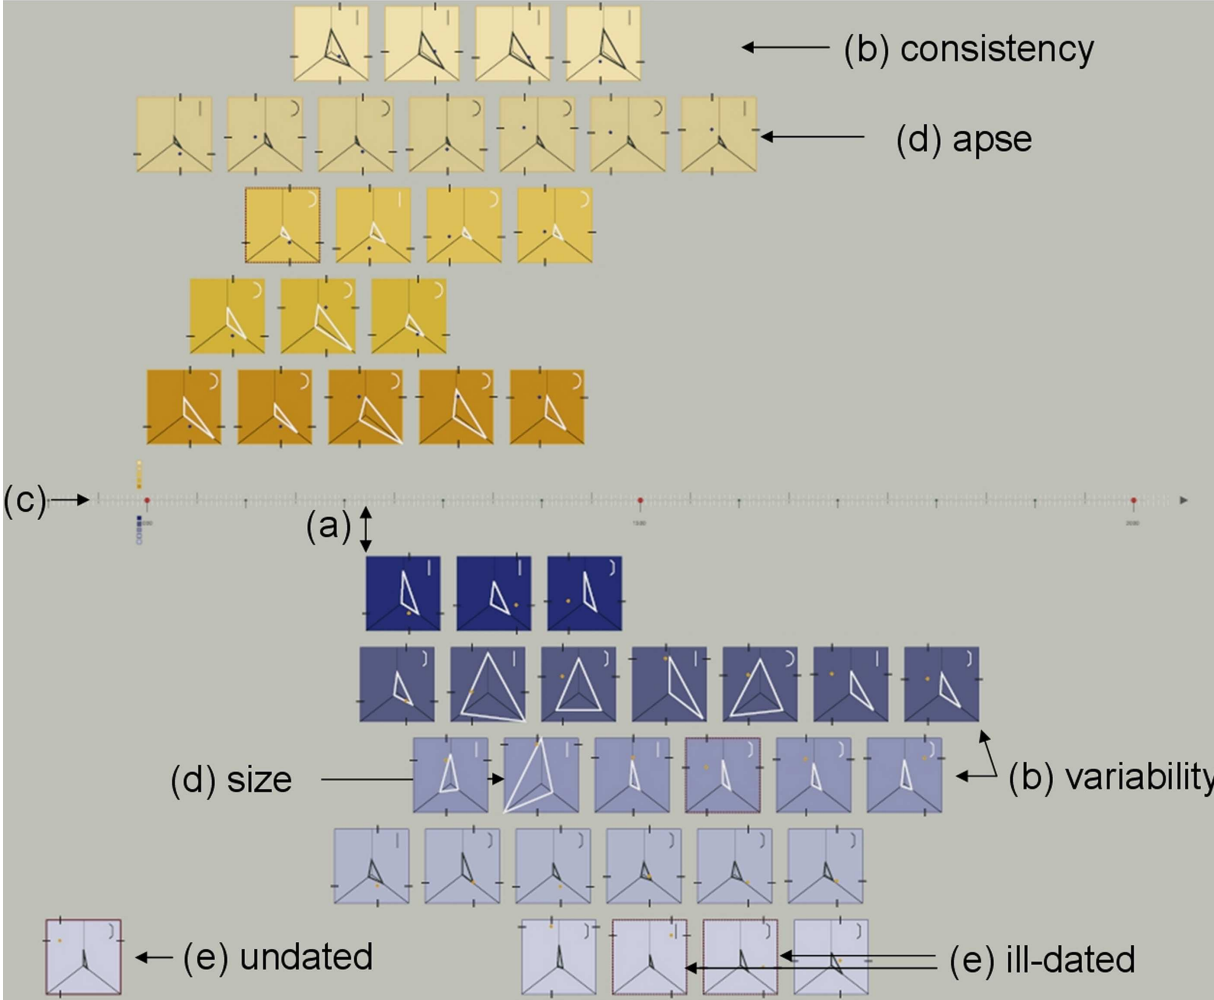 (b) consistency
(d) apse
(c)
(a)
(d) size
(b) variability
(e) undated
(e) ill-dated